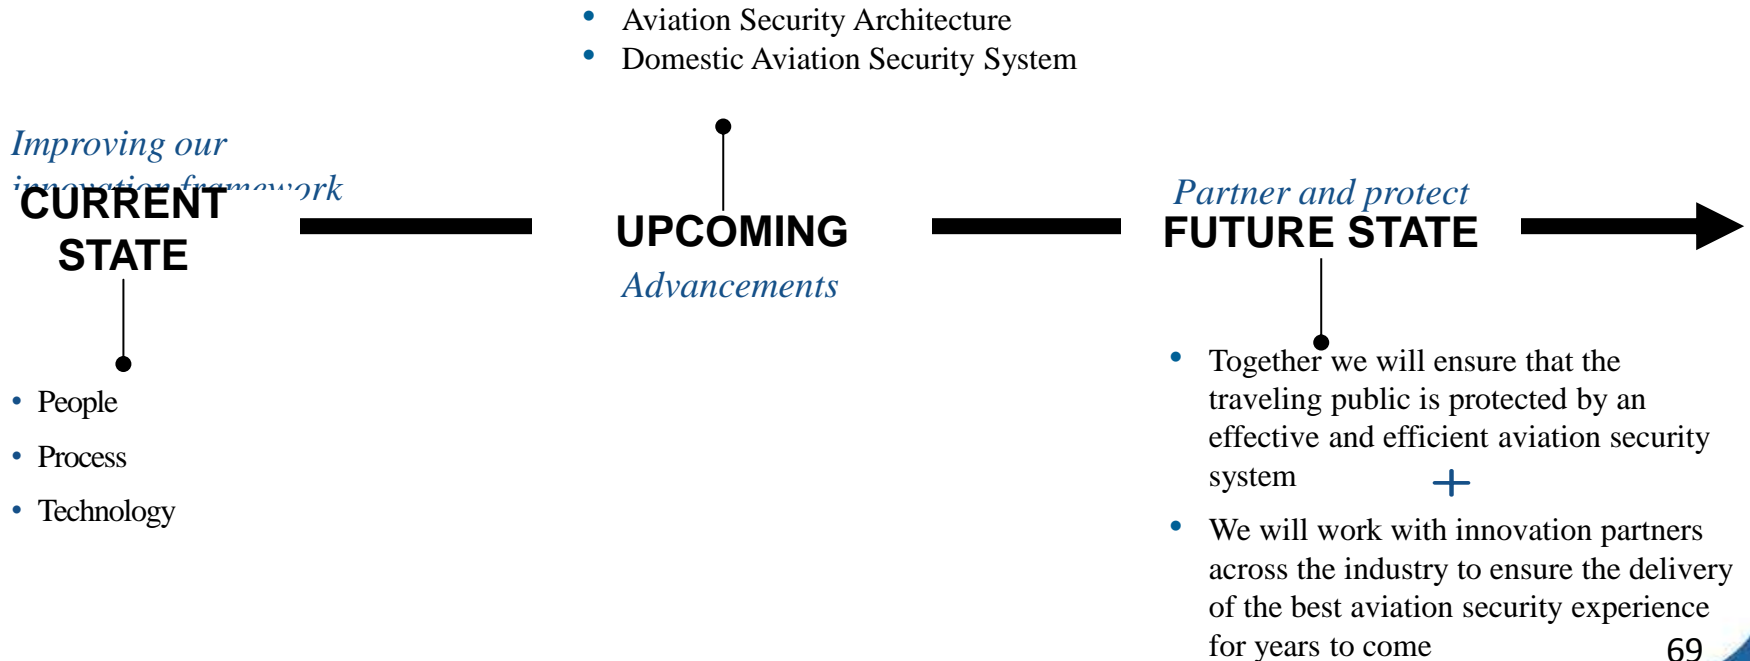 • Aviation Security Architecture
• Domestic Aviation Security System
Improving our
innovation framework
CURRENT
STATE
• People
• Process
• Technology
UPCOMING
Advancements
Partner and protect
FUTURE STATE
• Together we will ensure that the
traveling public is protected by an
effective and efficient aviation security
system
+
• We will work with innovation partners
across the industry to ensure the delivery
of the best aviation security experience
for years to come
69